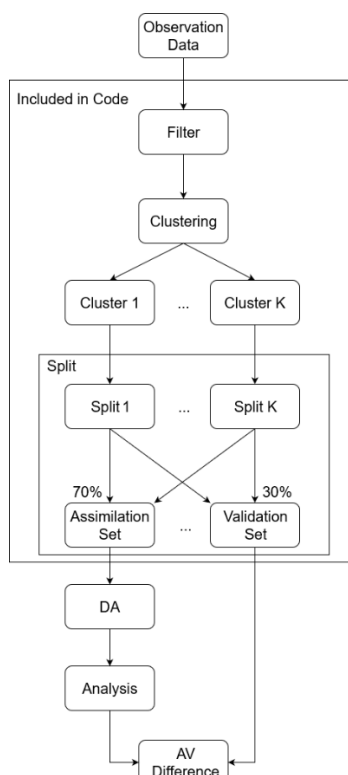 Observation
Data
Included in Code
Filter
Clustering
Cluster 1
...
Cluster K
Split
Split 1
...
Split K
70%
30%
Assimilation
Set
...
Validation
Set
DA
Analysis
AV
Difference